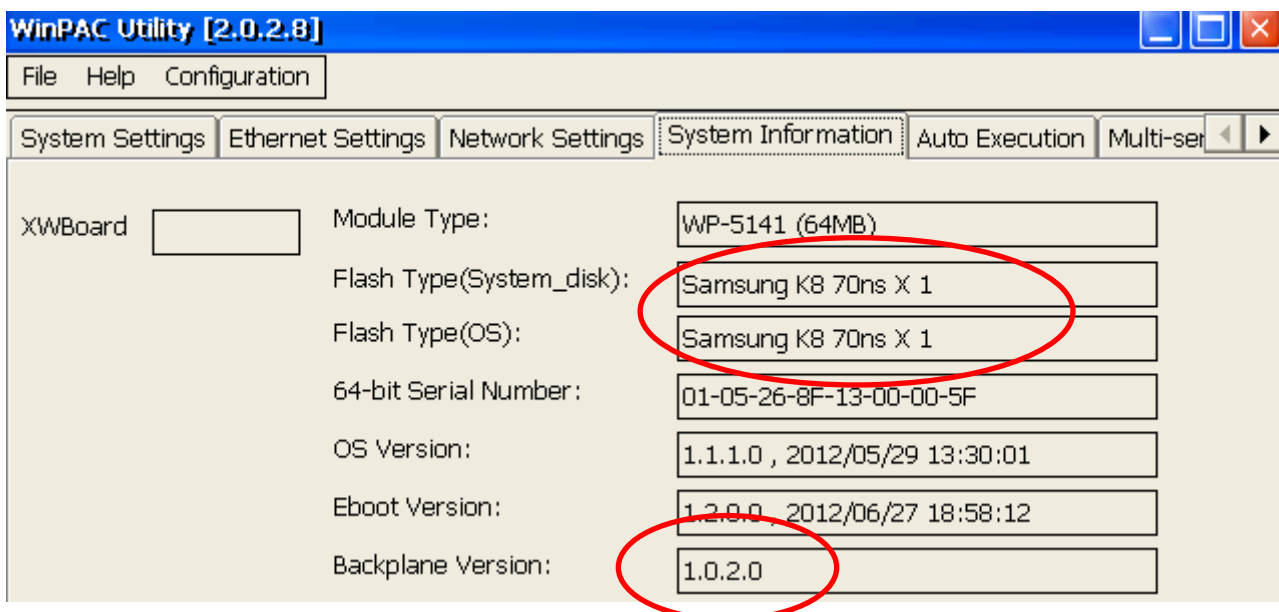 WinPAC Utility [2.0.2.8]
File Help Configuration
System Settings Ethernet Settings Network Settings System Information Auto Execution Multi-ser
XWBoard
Module Type: WP-5141 (64MB)
Flash Type(System_disk): Samsung K8 70ns X 1
Flash Type(OS): Samsung K8 70ns X 1
64-bit Serial Number: 01-05-26-8F-13-00-00-5F
OS Version: 1.1.1.0 , 2012/05/29 13:30:01
Eboot Version: 1.2.0.0 , 2012/06/27 18:58:12
Backplane Version: 1.0.2.0